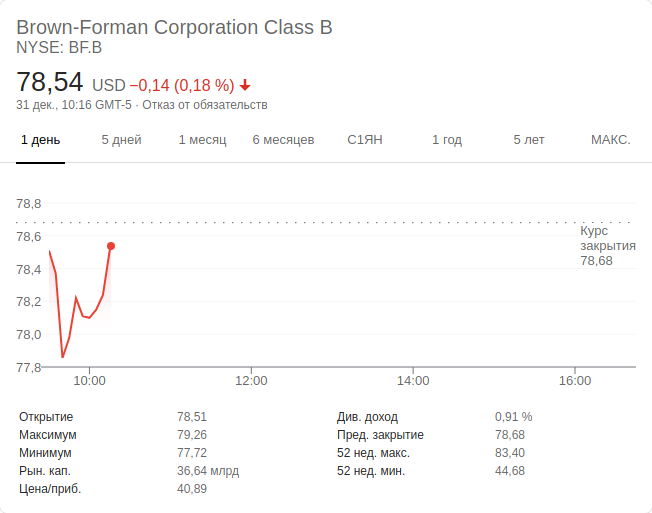 Brown-Forman Corporation Class B
NYSE: BF.B
78,54 USD −0,14 (0,18 %)
31 дек., 10:16 GMT-5 · Отказ от обязательств
1 день 5 дней 1 месяц 6 месяцев С1ЯН 1 год 5 лет МАКС.
78,8
78,6
78,4
78,2
78,0
77,8
Курс
закрытия
78,68
10:00 12:00 14:00 16:00
Открытие 78,51 Див. доход 0,91 %
Максимум 79,26 Пред. закрытие 78,68
Минимум 77,72 52 нед. макс. 83,40
Рын. кап. 36,64 млрд 52 нед. мин. 44,68
Цена/приб. 40,89